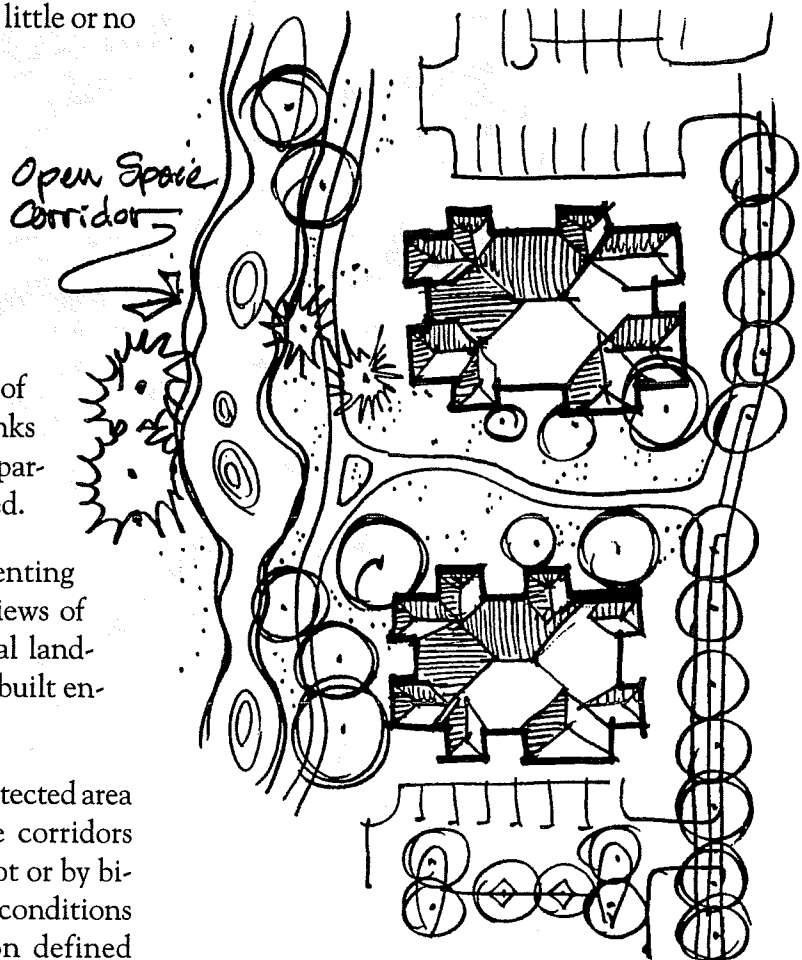 little or no
Open Space
Corridor
of
nks
par-
ed.
enting
iews of
al land-
built en-
tected area
e corridors
ot or by bi-
conditions
on defined